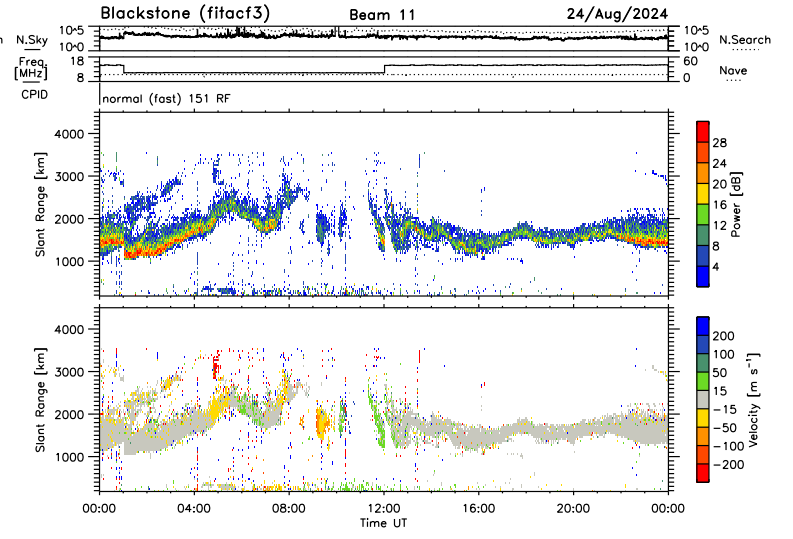 Blackstone (fitacf3) Beam 11 24/Aug/2024
n N.Sky 10^5 10^5 N.Search
10^0 10^0
Freq. 18 60 Nave
[MHz] 8 0
CPID normal (fast) 151 RF
4000
3000
2000
1000
Slant Range [km]
28
24
20
16
12
8
4
Power [dB]
4000
3000
2000
1000
Slant Range [km]
200
100
50
15
−15
−50
−100
−200
Velocity [m s⁻¹]
00:00 04:00 08:00 12:00 16:00 20:00 00:00
Time UT